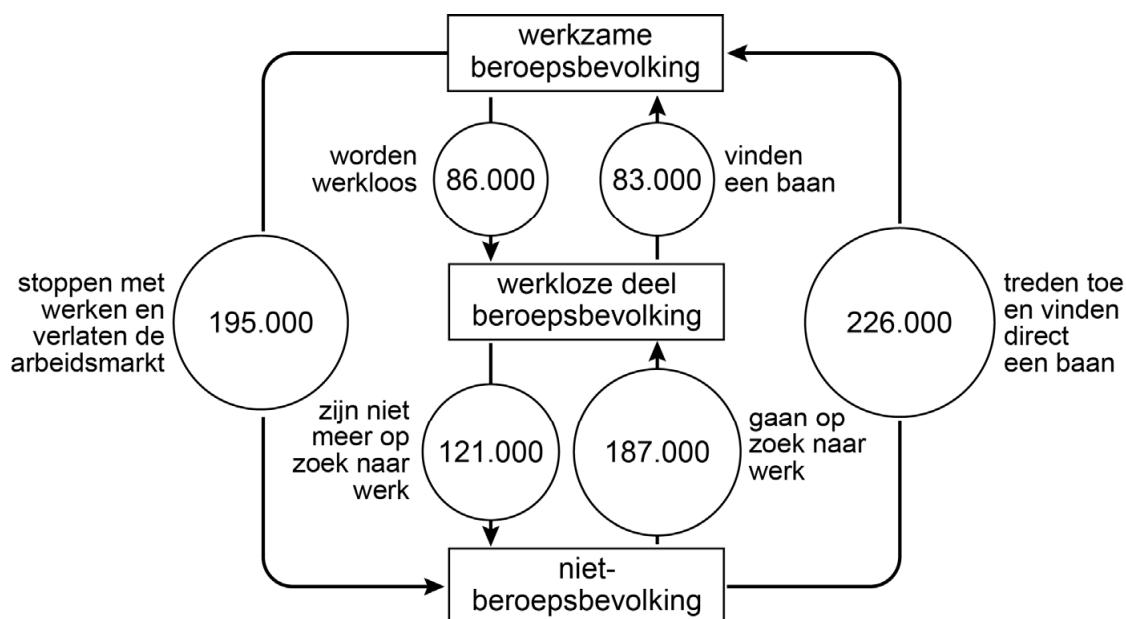 werkzame
beroepsbevolking
worden
werkloos
86.000
83.000
vinden
een baan
werkloze deel
beroepsbevolking
stoppen met
werken en
verlaten de
arbeidsmarkt
195.000
226.000
treden toe
en vinden
direct
een baan
zijn niet
meer op
zoek naar
werk
121.000
187.000
gaan op
zoek naar
werk
niet-
beroepsbevolking